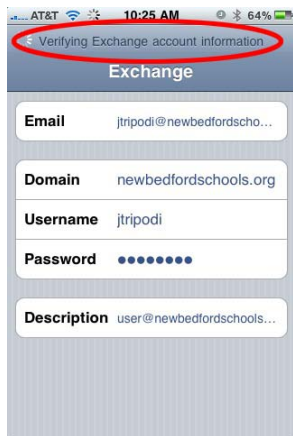 AT&T 10:25 AM 64%
Verifying Exchange account information
Exchange
Email jtripodi@newbedfordscho...
Domain newbedfordschools.org
Username jtripodi
Password ●●●●●●●●
Description user@newbedfordschools...